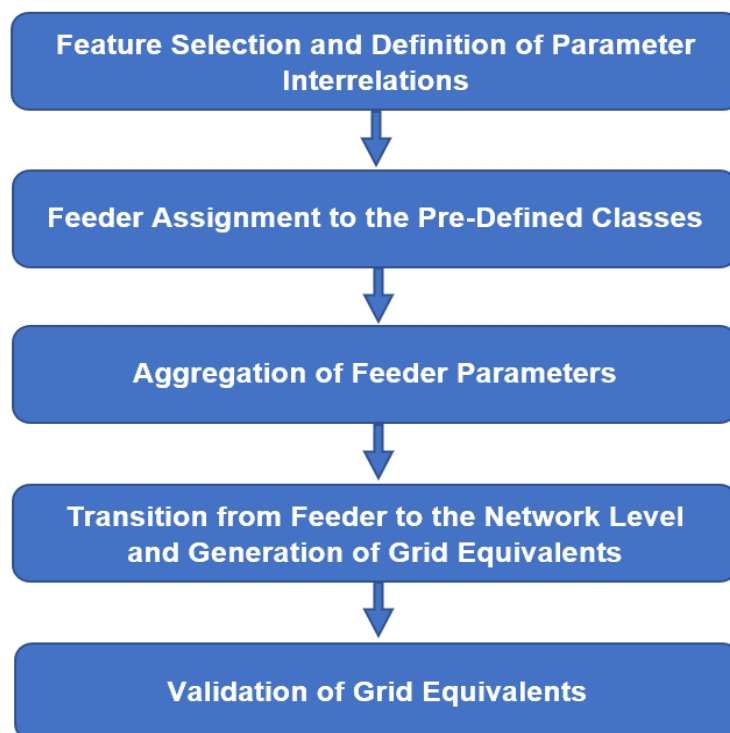 Feature Selection and Definition of Parameter
Interrelations
Feeder Assignment to the Pre-Defined Classes
Aggregation of Feeder Parameters
Transition from Feeder to the Network Level
and Generation of Grid Equivalents
Validation of Grid Equivalents